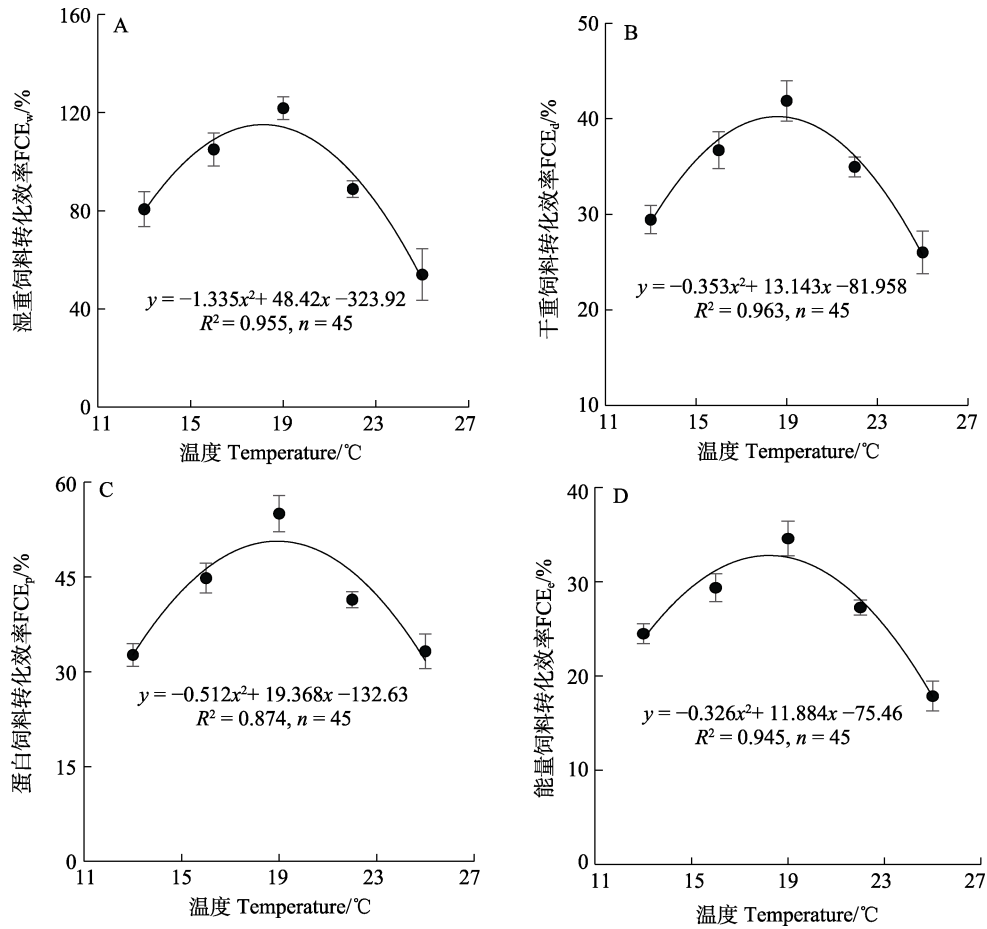 A
160
120
80
40
0
湿重饲料转化效率FCEw/%
y = −1.335x²+ 48.42x −323.92
R² = 0.955, n = 45
11 15 19 23 27
温度 Temperature/℃
B
50
40
30
20
10
干重饲料转化效率FCEd/%
y = −0.353x²+ 13.143x −81.958
R² = 0.963, n = 45
11 15 19 23 27
温度 Temperature/℃
C
60
45
30
15
0
蛋白饲料转化效率FCEp/%
y = −0.512x²+ 19.368x −132.63
R² = 0.874, n = 45
11 15 19 23 27
温度 Temperature/℃
D
40
30
20
10
0
能量饲料转化效率FCEe/%
y = −0.326x²+ 11.884x −75.46
R² = 0.945, n = 45
11 15 19 23 27
温度 Temperature/℃